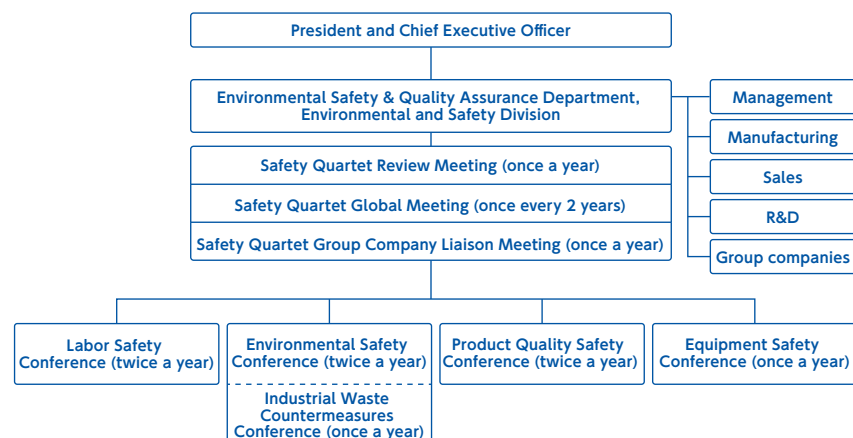 President and Chief Executive Officer
Environmental Safety & Quality Assurance Department,
Environmental and Safety Division
Management
Manufacturing
Sales
R&D
Group companies
Safety Quartet Review Meeting (once a year)
Safety Quartet Global Meeting (once every 2 years)
Safety Quartet Group Company Liaison Meeting (once a year)
Labor Safety
Conference (twice a year)
Environmental Safety
Conference (twice a year)
Industrial Waste
Countermeasures
Conference (once a year)
Product Quality Safety
Conference (twice a year)
Equipment Safety
Conference (once a year)